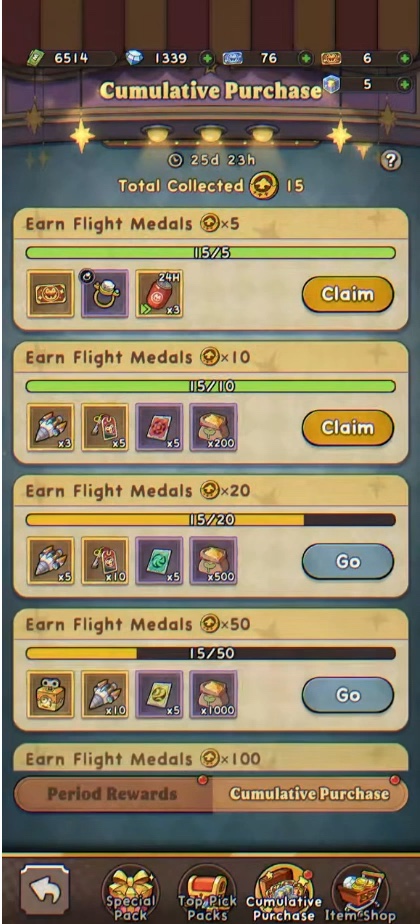 6514 1339 76 6
Cumulative Purchase 5
25d 23h ?
Total Collected 15
Earn Flight Medals ×5
15/5
24H
x3
Claim
Earn Flight Medals ×10
15/10
x3 x5 x5 x200
Claim
Earn Flight Medals ×20
15/20
x5 x10 x5 x500
Go
Earn Flight Medals ×50
15/50
x10 x5 x1000
Go
Earn Flight Medals ×100
Period Rewards Cumulative Purchase
Special Pack
Top Pick Packs
Cumulative Purchase
Item Shop